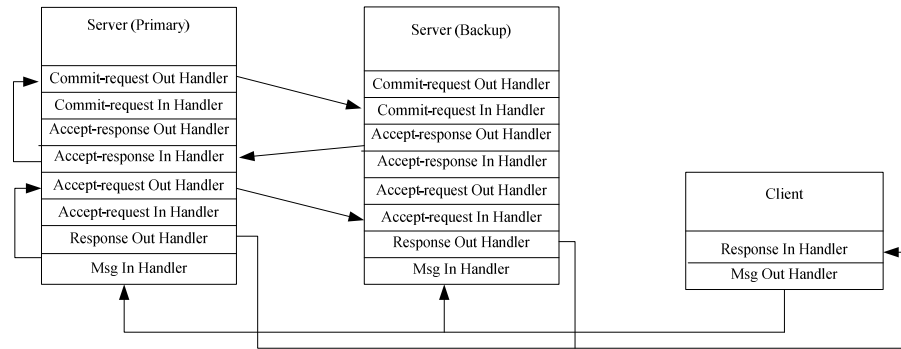 Server (Primary)
Commit-request Out Handler
Commit-request In Handler
Accept-response Out Handler
Accept-response In Handler
Accept-request Out Handler
Accept-request In Handler
Response Out Handler
Msg In Handler
Server (Backup)
Commit-request Out Handler
Commit-request In Handler
Accept-response Out Handler
Accept-response In Handler
Accept-request Out Handler
Accept-request In Handler
Response Out Handler
Msg In Handler
Client
Response In Handler
Msg Out Handler